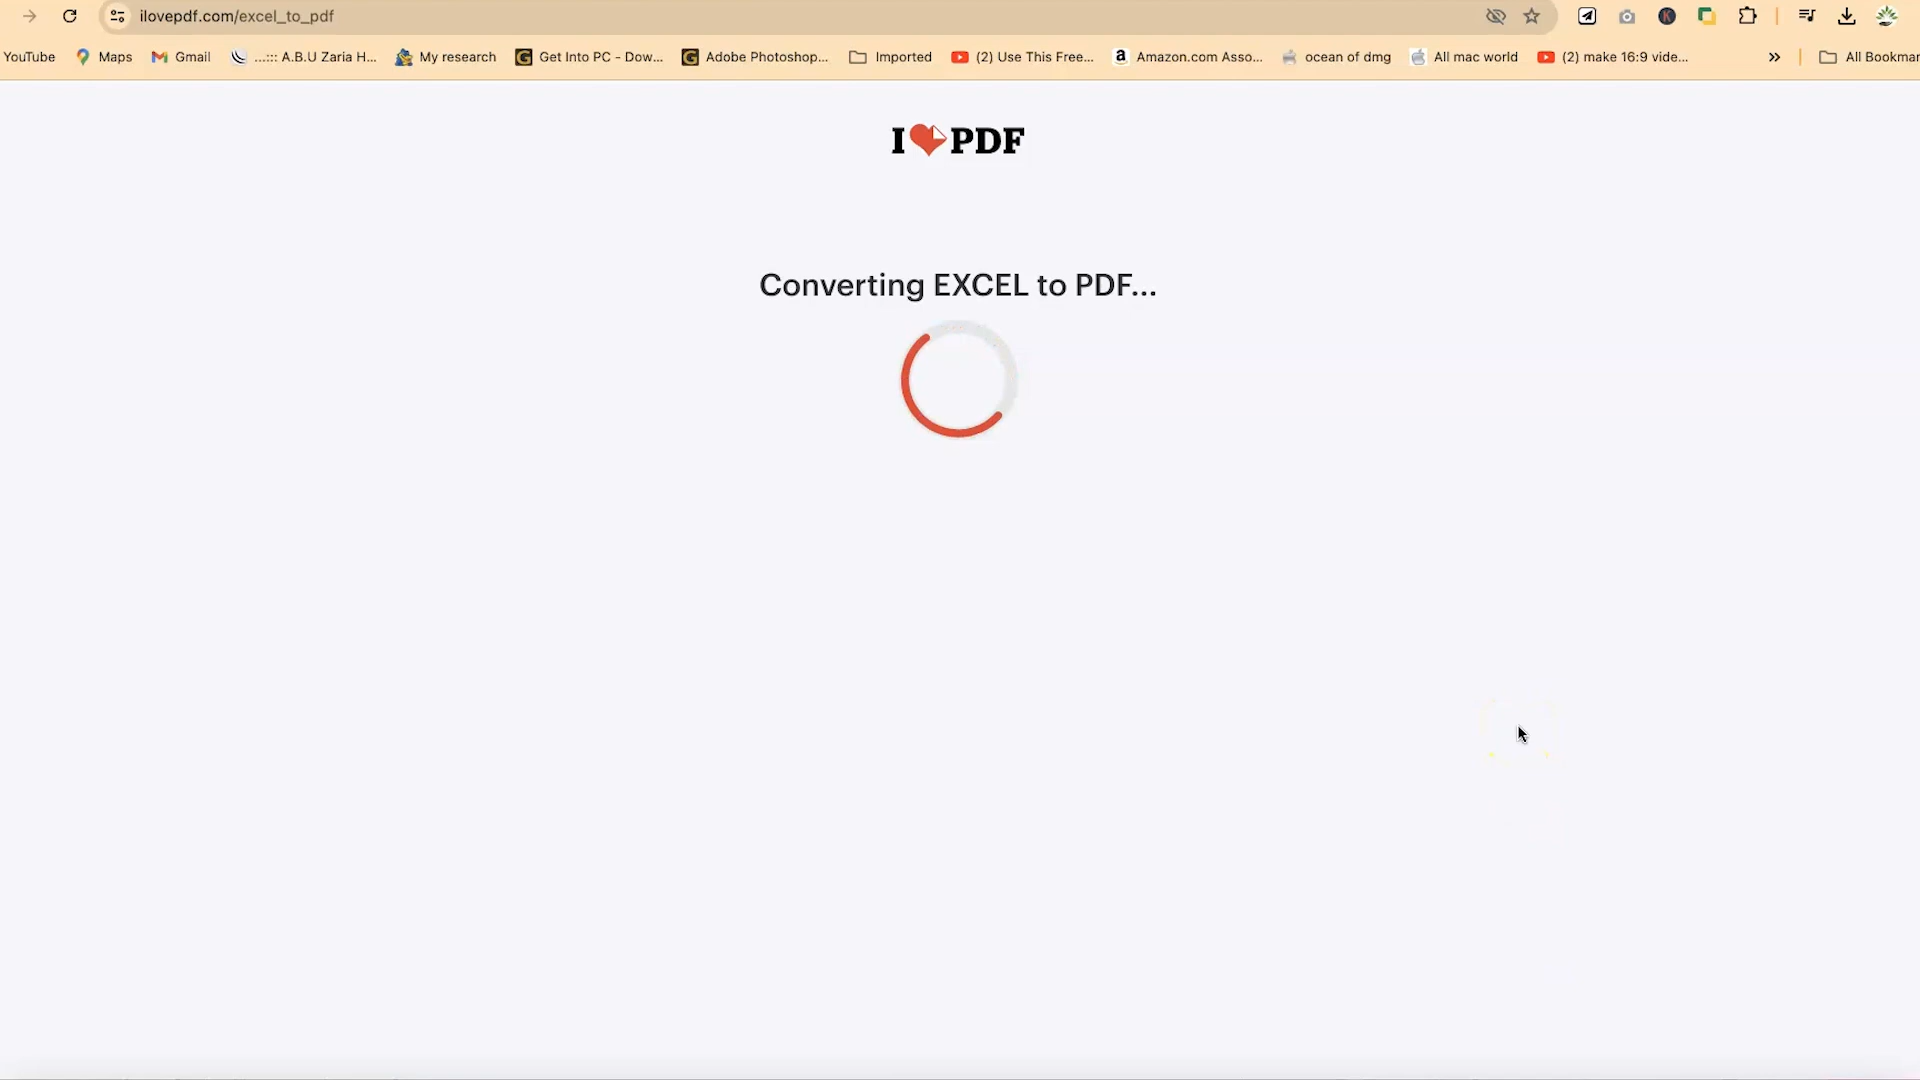 ilovepdf.com/excel_to_pdf
YouTube Maps Gmail ...::: A.B.U Zaria H... My research Get Into PC - Dow... Adobe Photoshop... Imported (2) Use This Free... Amazon.com Asso... ocean of dmg All mac world (2) make 16:9 vide... » All Bookmar
I PDF
Converting EXCEL to PDF...